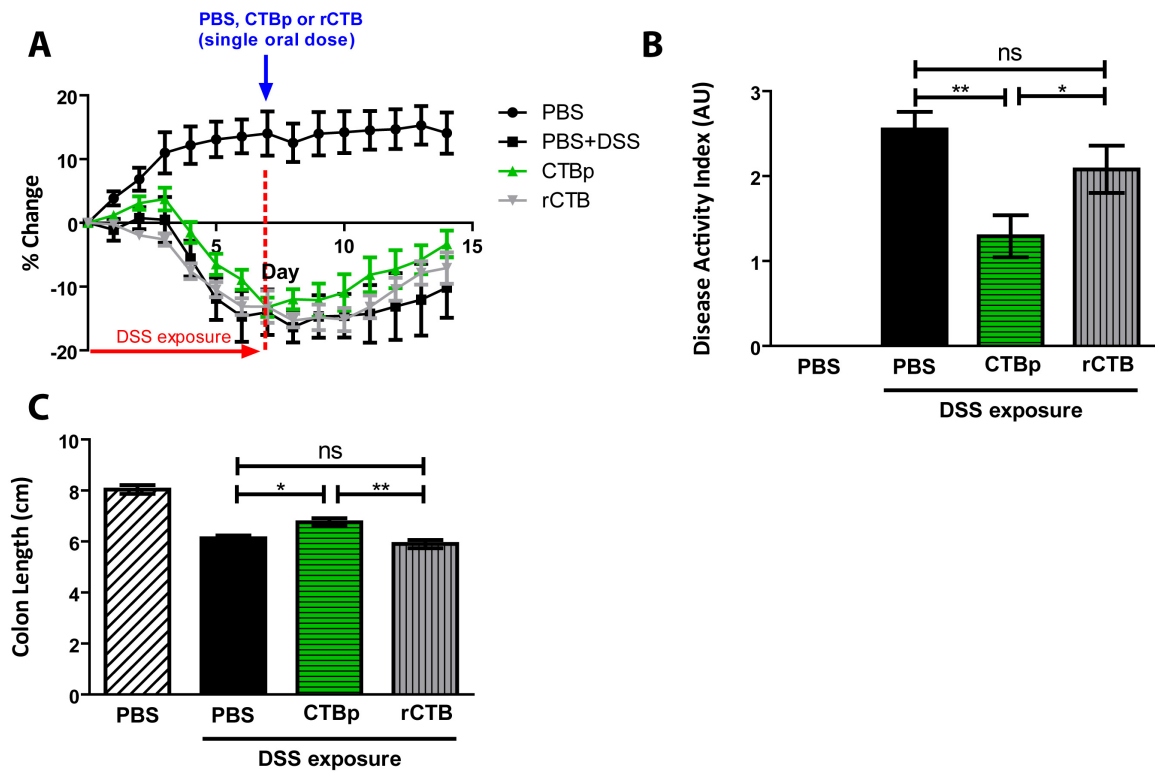 A
PBS, CTBp or rCTB
(single oral dose)
% Change
20
10
0
-10
-20
5
10
15
Day
DSS exposure
PBS
PBS+DSS
CTBp
rCTB
B
Disease Activity Index (AU)
3
2
1
0
ns
**
*
PBS
PBS
CTBp
rCTB
DSS exposure
C
Colon Length (cm)
10
8
6
4
2
0
ns
*
**
PBS
PBS
CTBp
rCTB
DSS exposure